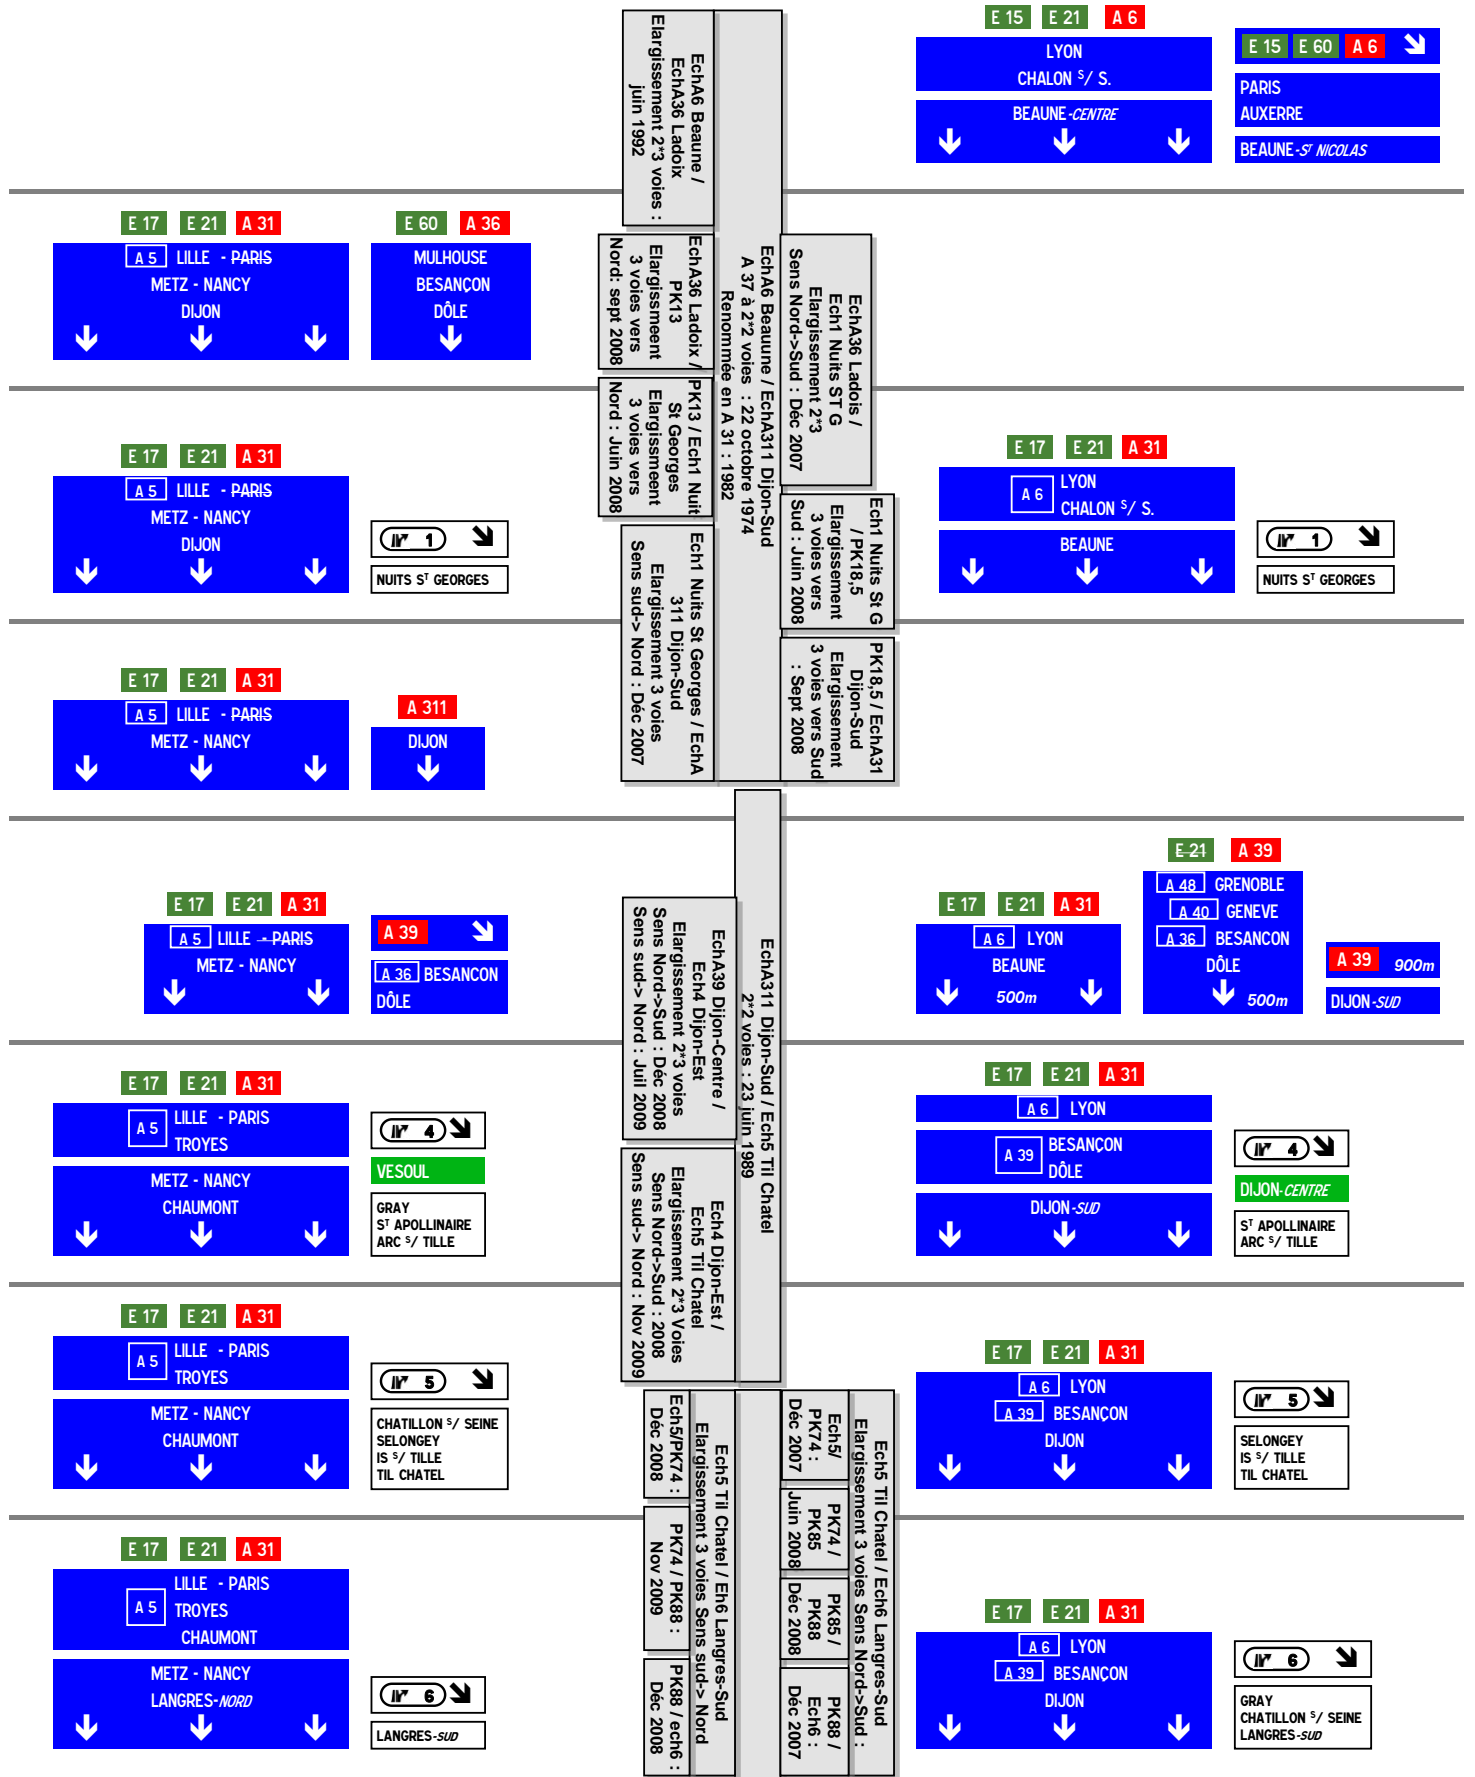 E 15 E 21 A 6
LYON
CHALON S/ S.
BEAUNE-CENTRE
E 15 E 60 A 6
PARIS
AUXERRE
BEAUNE-ST NICOLAS
EchA6 Beaune /
EchA36 Ladoix
Elargissement 2*3 voies :
juin 1992
E 17 E 21 A 31
A 5 LILLE - PARIS
METZ - NANCY
DIJON
E 60 A 36
MULHOUSE
BESANÇON
DÔLE
EchA36 Ladoix /
PK13
Elargissmeent
3 voies vers
Nord: sept 2008
EchA6 Beauune / EchA311 Dijon-Sud
A 37 à 2*2 voies : 22 octobre 1974
Renommée en A 31 : 1982
EchA36 Ladois /
Ech1 Nuits ST G
Elargissement 2*3
Sens Nord->Sud : Déc 2007
E 17 E 21 A 31
A 5 LILLE - PARIS
METZ - NANCY
DIJON
1
NUITS ST GEORGES
PK13 / Ech1 Nuit
St Georges
Elargissmeent
3 voies vers
Nord : Juin 2008
Ech1 Nuits St G
/ PK18,5
Elargissement
3 voies vers
Sud : Juin 2008
E 17 E 21 A 31
A 6 LYON
CHALON S/ S.
BEAUNE
1
NUITS ST GEORGES
E 17 E 21 A 31
A 5 LILLE - PARIS
METZ - NANCY
A 311
DIJON
Ech1 Nuits St Georges / EchA
311 Dijon-Sud
Elargissement 3 voies
Sens sud-> Nord : Déc 2007
PK18,5 / EchA31
Dijon-Sud
Elargissement
3 voies vers Sud
: Sept 2008
E 17 E 21 A 31
A 5 LILLE - PARIS
METZ - NANCY
A 39
A 36 BESANCON
DÔLE
EchA39 Dijon-Centre /
Ech4 Dijon-Est
Elargissement 2*3 voies
Sens Nord->Sud : Déc 2008
Sens sud-> Nord : Juil 2009
EchA311 Dijon-Sud / Ech5 Til Chatel
2*2 voies : 23 juin 1989
E 17 E 21 A 31
A 6 LYON
BEAUNE
500m
E 21 A 39
A 48 GRENOBLE
A 40 GENEVE
A 36 BESANCON
DÔLE
500m
A 39 900m
DIJON-SUD
E 17 E 21 A 31
A 5 LILLE - PARIS
TROYES
METZ - NANCY
CHAUMONT
4
VESOUL
GRAY
ST APOLLINAIRE
ARC S/ TILLE
Ech4 Dijon-Est /
Ech5 Til Chatel
Elargissement 2*3 Voies
Sens Nord->Sud : 2008
Sens sud-> Nord : Nov 2009
E 17 E 21 A 31
A 6 LYON
A 39 BESANÇON
DÔLE
DIJON-SUD
4
DIJON-CENTRE
ST APOLLINAIRE
ARC S/ TILLE
E 17 E 21 A 31
A 5 LILLE - PARIS
TROYES
METZ - NANCY
CHAUMONT
5
CHATILLON S/ SEINE
SELONGEY
IS S/ TILLE
TIL CHATEL
E 17 E 21 A 31
A 6 LYON
A 39 BESANÇON
DIJON
5
SELONGEY
IS S/ TILLE
TIL CHATEL
Ech5 Til Chatel / Eh6 Langres-Sud
Elargissement 3 voies Sens sud-> Nord
Ech5/PK74 :
Déc 2008
PK74 / PK88 :
Nov 2009
PK88 / ech6 :
Déc 2008
Ech5 Til Chatel / Ech6 Langres-Sud
Elargissement 3 voies Sens Nord->Sud :
Ech5/
PK74 :
Déc 2007
PK74 /
PK85
Juin 2008
PK85 /
PK88
Déc 2008
PK88 /
Ech6 :
Déc 2007
E 17 E 21 A 31
A 5 LILLE - PARIS
TROYES
CHAUMONT
METZ - NANCY
LANGRES-NORD
6
LANGRES-SUD
E 17 E 21 A 31
A 6 LYON
A 39 BESANÇON
DIJON
6
GRAY
CHATILLON S/ SEINE
LANGRES-SUD